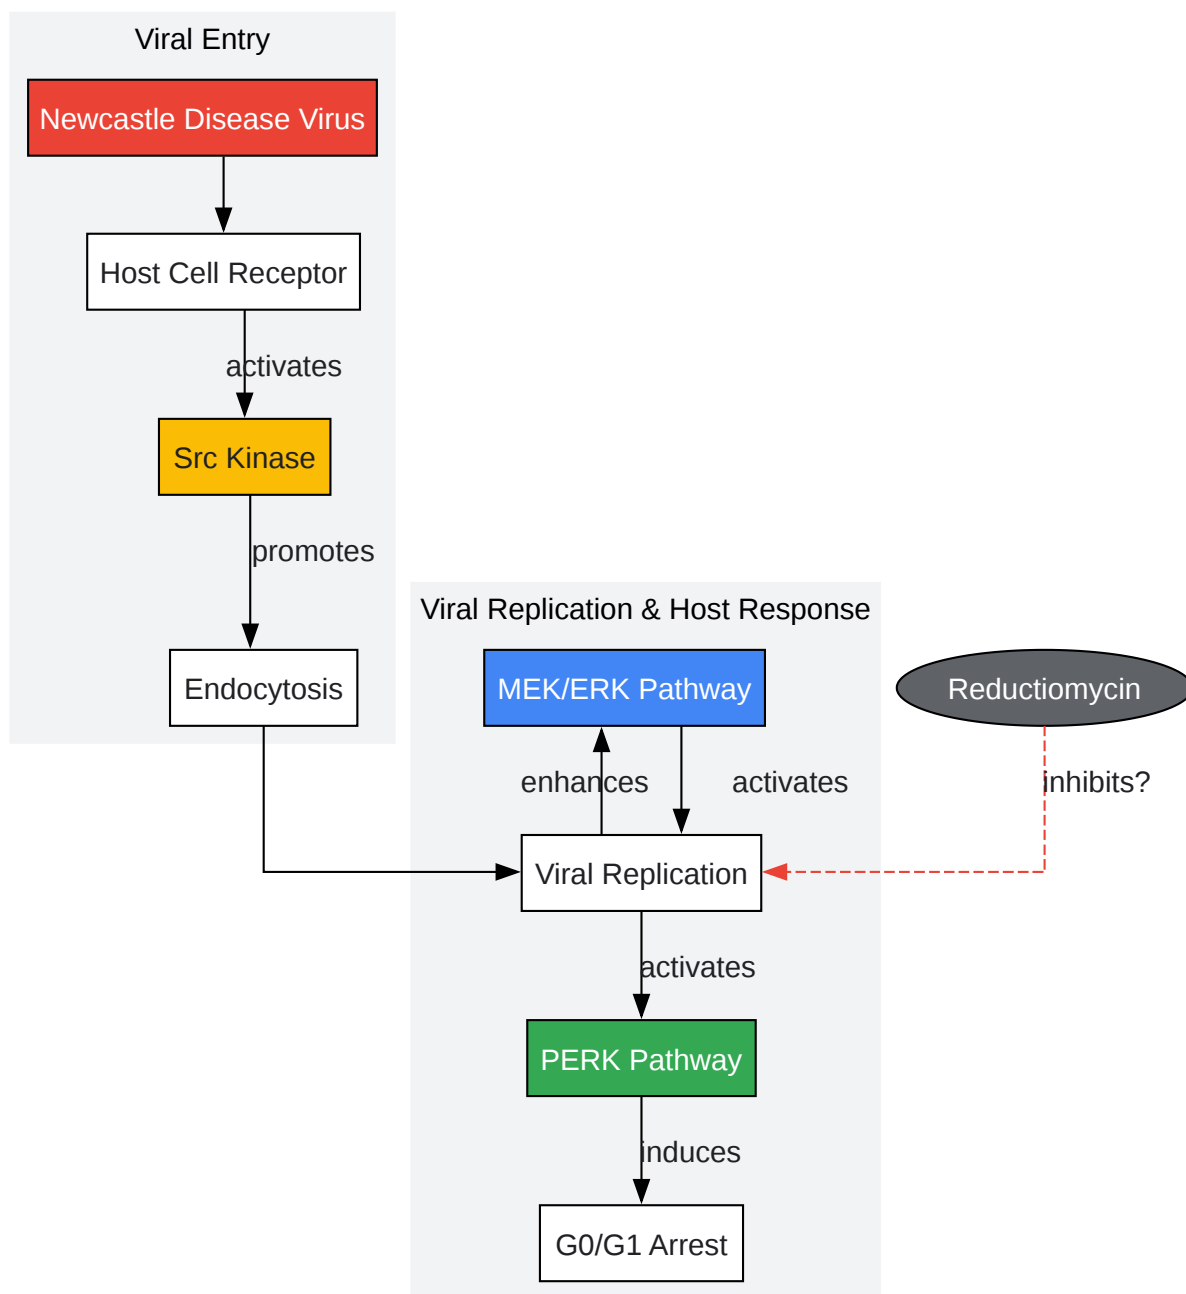 Viral Entry
Newcastle Disease Virus
Host Cell Receptor
activates
Src Kinase
promotes
Endocytosis
Viral Replication & Host Response
MEK/ERK Pathway
Reductiomycin
enhances
activates
inhibits?
Viral Replication
activates
PERK Pathway
induces
G0/G1 Arrest